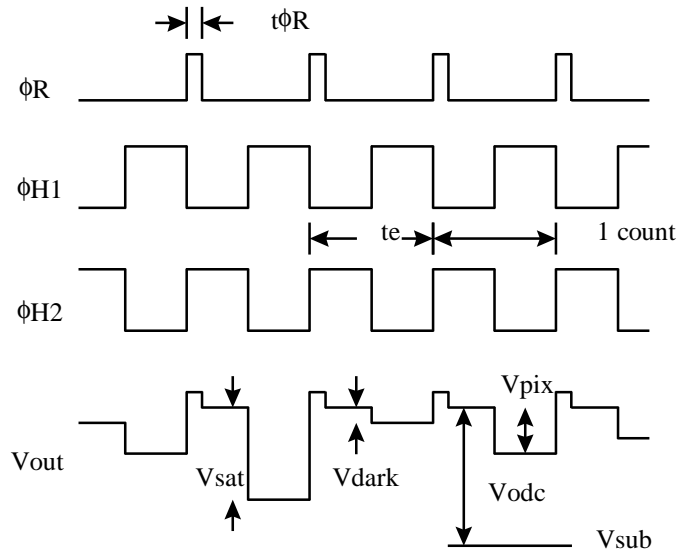 tϕR
ϕR
ϕH1
te
1 count
ϕH2
Vpix
Vout
Vsat
Vdark
Vodc
Vsub